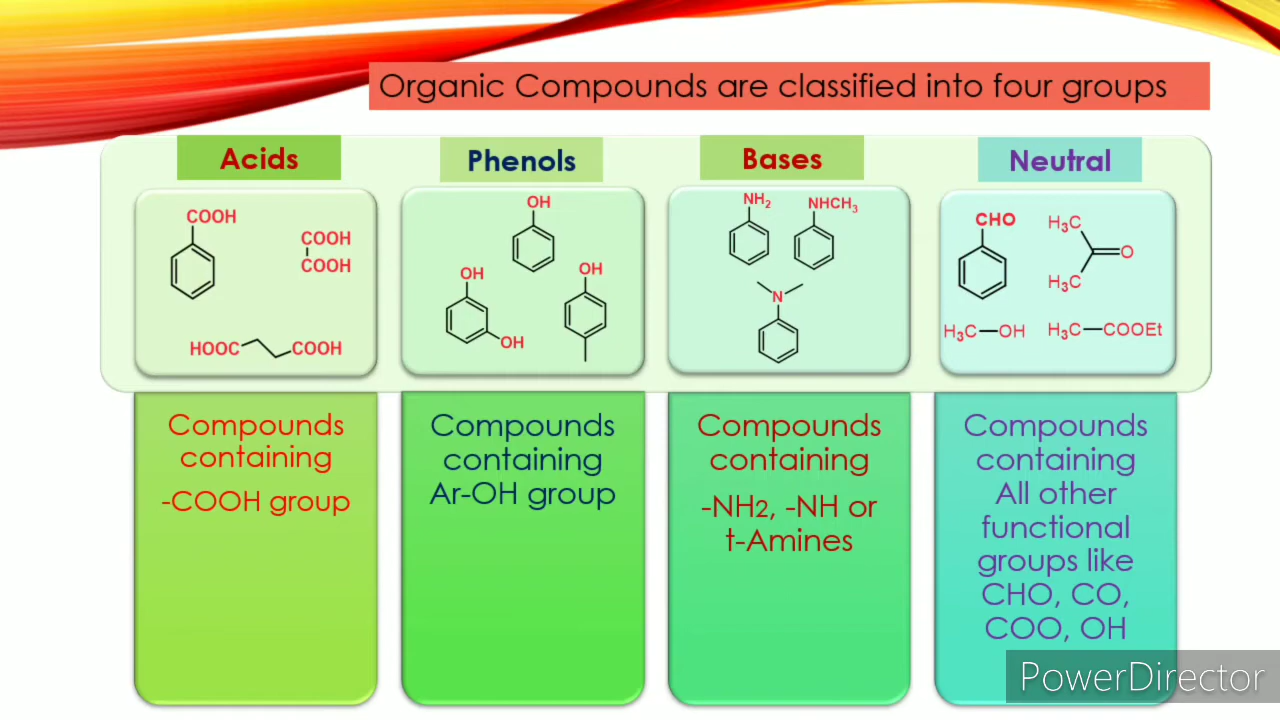 Organic Compounds are classified into four groups
Acids
Phenols
Bases
Neutral
COOH
COOH
COOH
HOOC COOH
OH
OH
OH
OH
NH2
NHCH3
N
CHO
H3C
O
H3C
H3C OH
H3C COOEt
Compounds
containing
-COOH group
Compounds
containing
Ar-OH group
Compounds
containing
-NH2, -NH or
t-Amines
Compounds
containing
All other
functional
groups like
CHO, CO,
COO, OH
PowerDirector